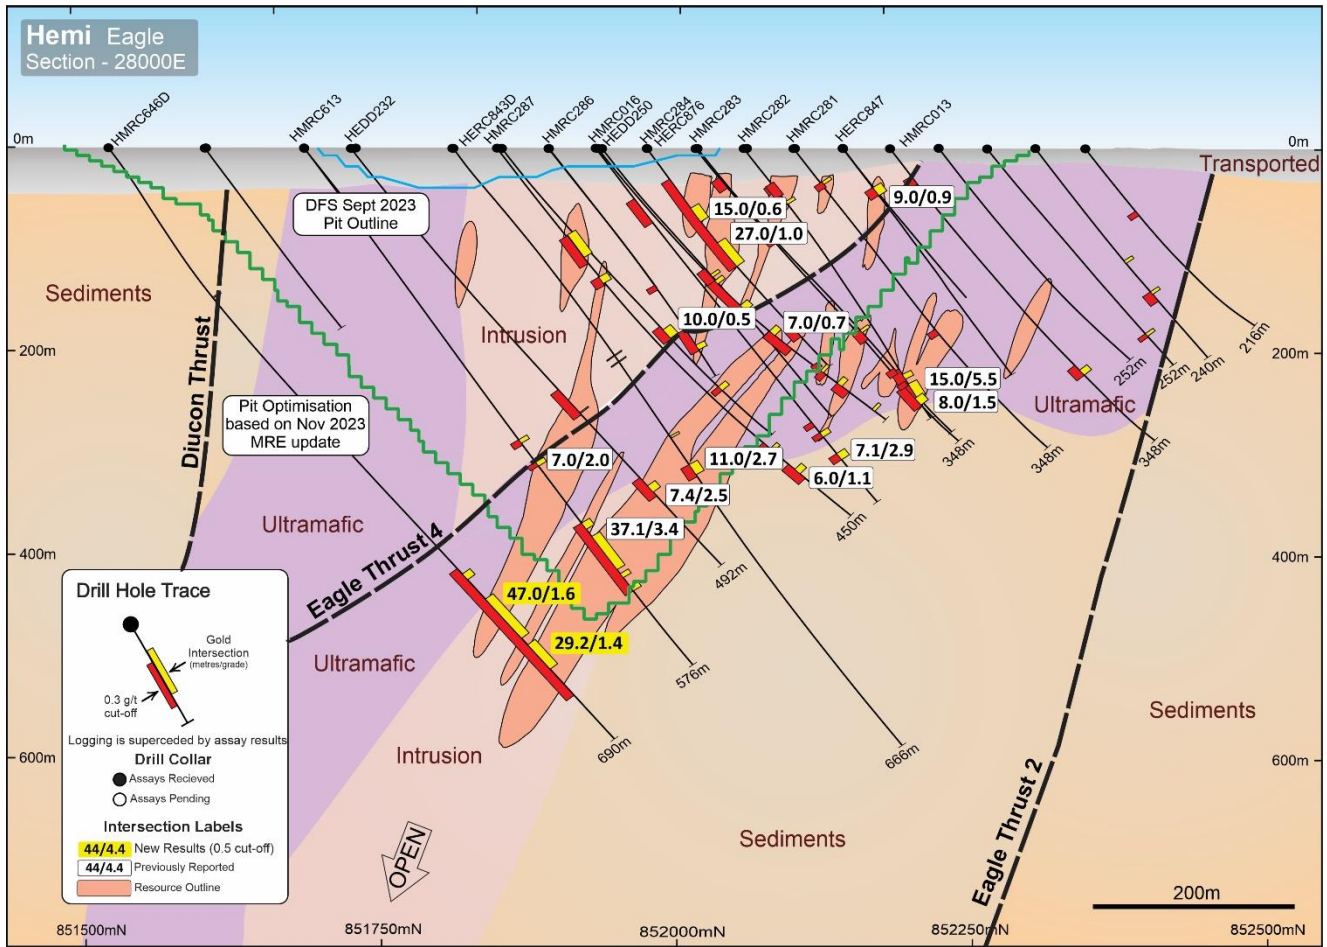 Hemi Eagle
Section - 28000E
HMRC646D
HMRC613
HEDD232
HERC843D
HMRC287
HMRC286
HMRC016
HEDD250
HMRC284
HERC876
HMRC283
HMRC282
HMRC281
HERC847
HMRC013
0m
0m
Transported
DFS Sept 2023
Pit Outline
15.0/0.6
9.0/0.9
27.0/1.0
Sediments
Diucon Thrust
Intrusion
10.0/0.5
7.0/0.7
200m
200m
216m
240m
252m
252m
15.0/5.5
8.0/1.5
Ultramafic
Pit Optimisation
based on Nov 2023
MRE update
348m
348m
348m
7.0/2.0
11.0/2.7
7.1/2.9
6.0/1.1
7.4/2.5
450m
Ultramafic
37.1/3.4
Eagle Thrust 4
400m
400m
492m
47.0/1.6
29.2/1.4
Ultramafic
576m
690m
666m
Intrusion
Sediments
600m
600m
Sediments
Eagle Thrust 2
OPEN
Drill Hole Trace
Gold
Intersection
(metres/grade)
0.3 g/t
cut-off
Logging is superceded by assay results
Drill Collar
Assays Recieved
Assays Pending
Intersection Labels
44/4.4 New Results (0.5 cut-off)
44/4.4 Previously Reported
Resource Outline
200m
851500mN
851750mN
852000mN
852250mN
852500mN